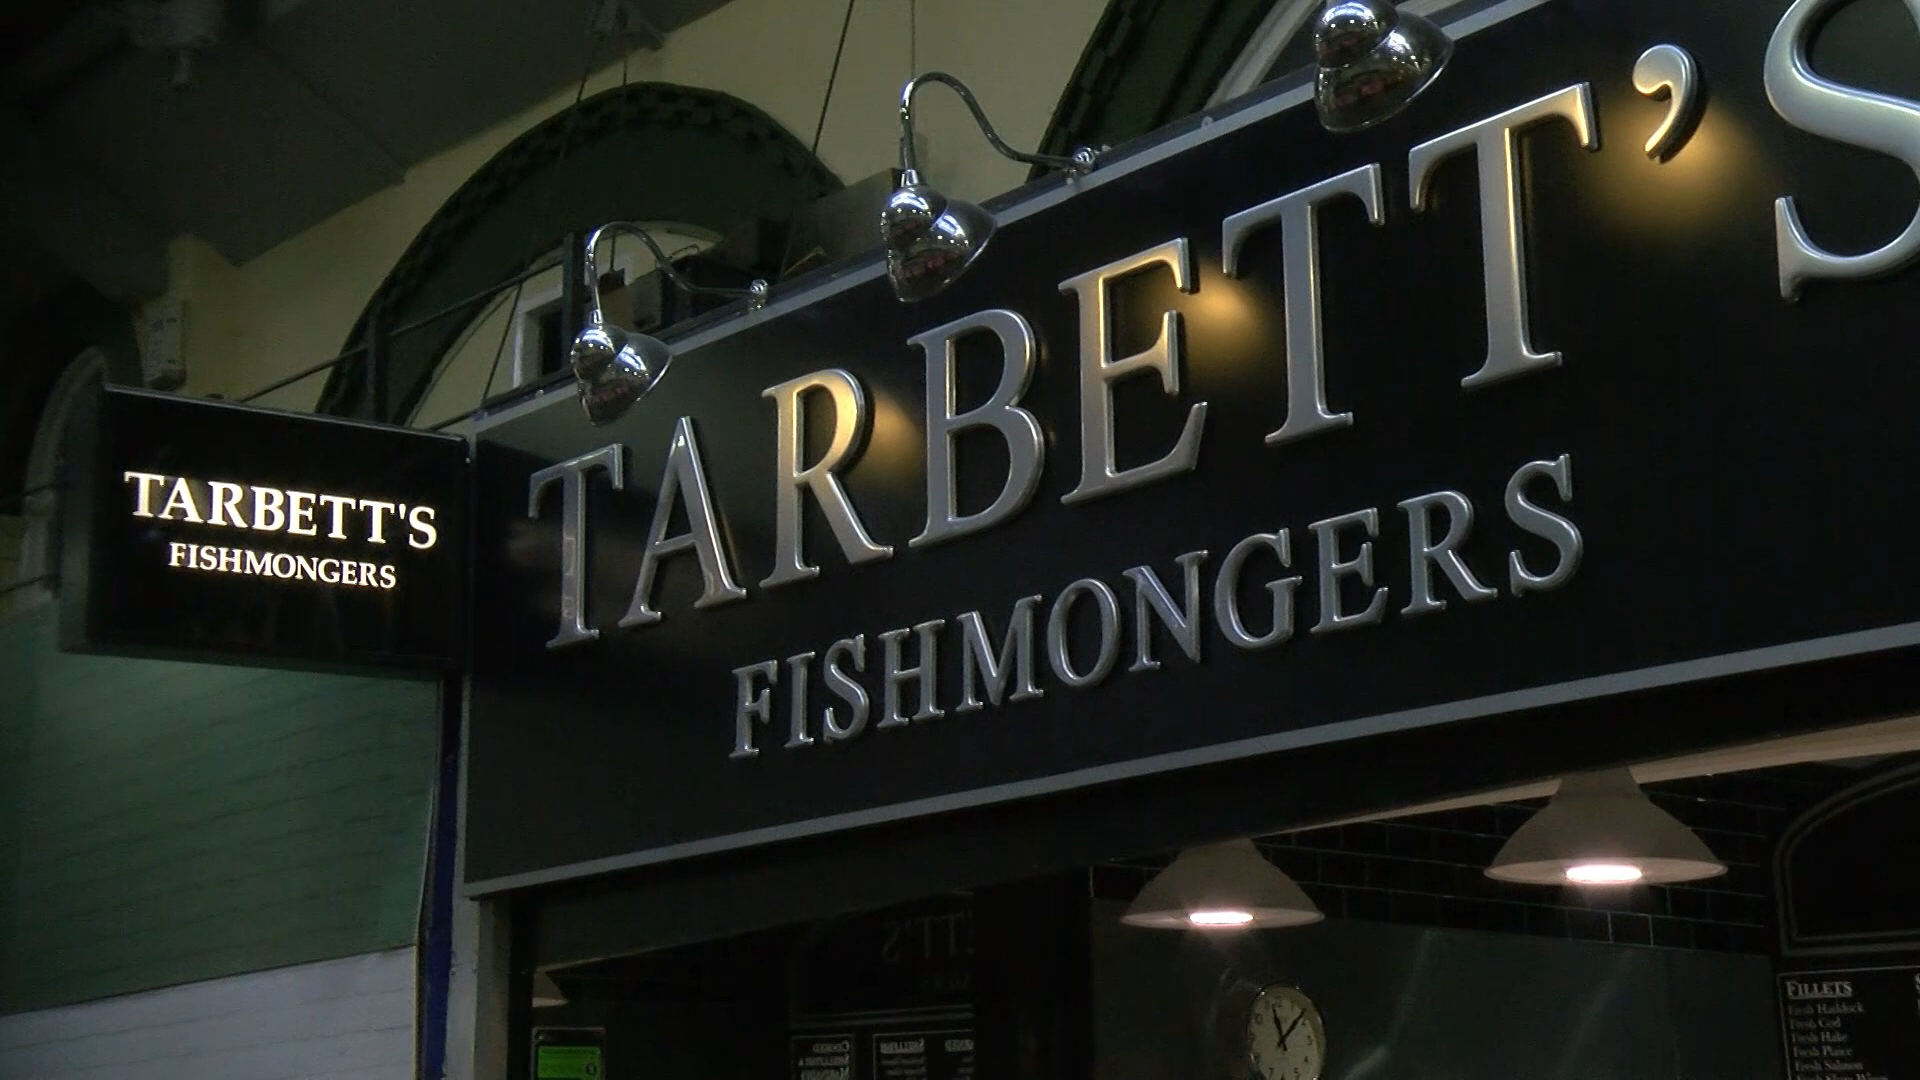 TARBETT'S
FISHMONGERS
TARBETT'S
FISHMONGERS
FILLETS
Fresh Haddock
Fresh Cod
Fresh Hake
Fresh Plaice
Fresh Salmon